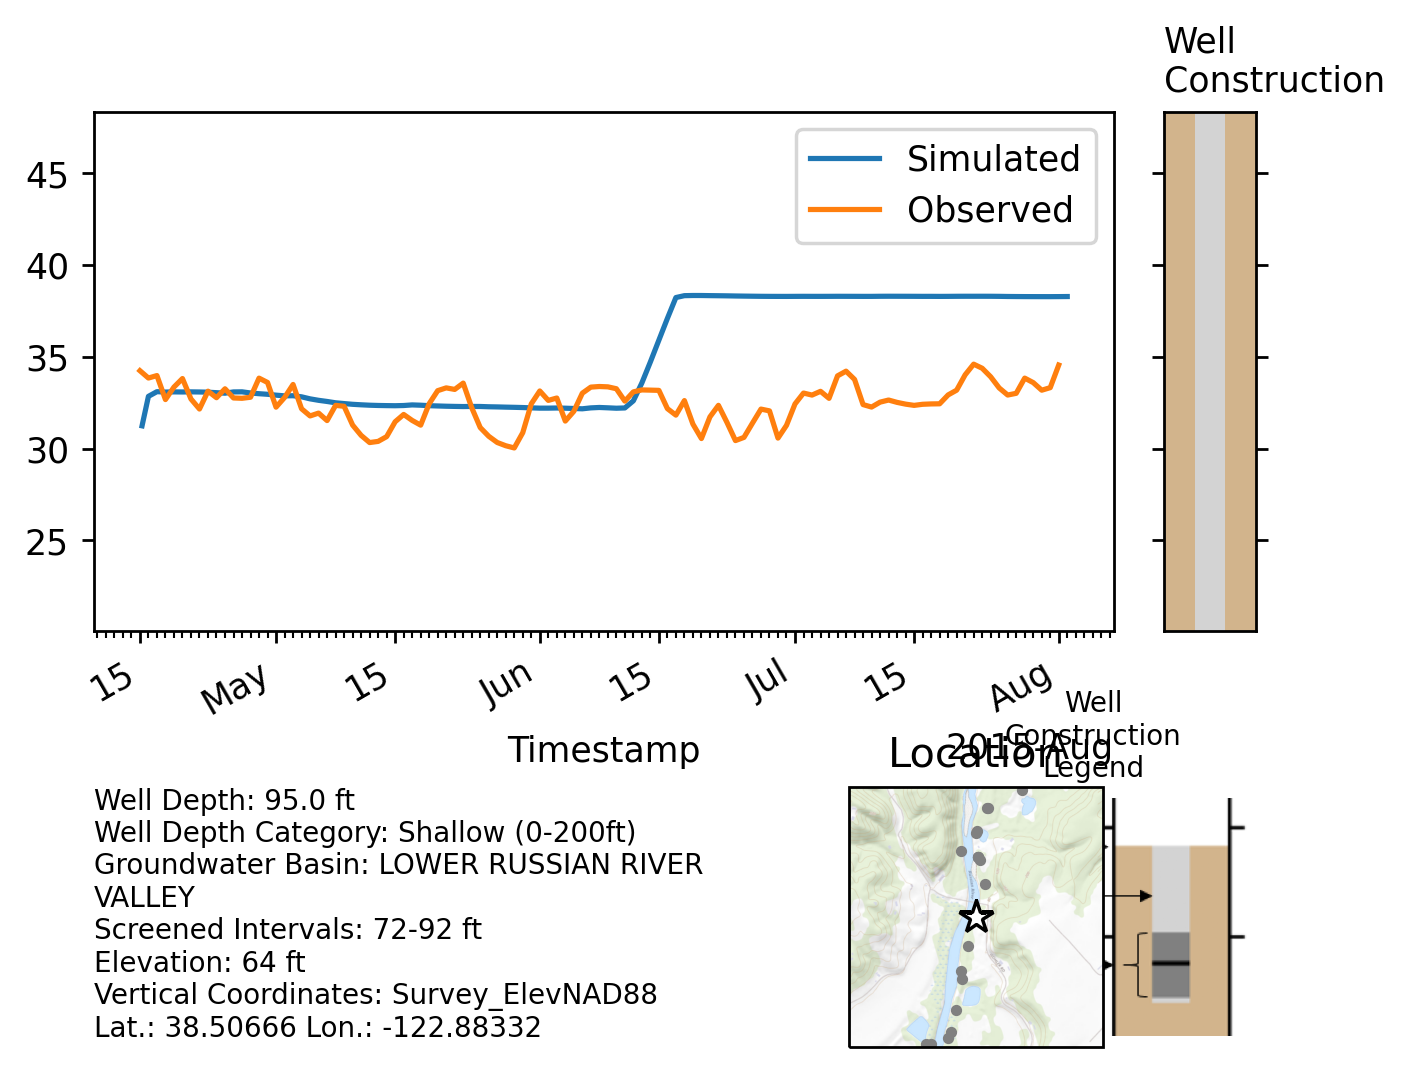 Well
Construction
Simulated
Observed
45
40
35
30
25
15
May
15
Jun
15
Jul
15
Aug
Timestamp
2015-Aug
Location
Well
Construction
Legend
Well Depth: 95.0 ft
Well Depth Category: Shallow (0-200ft)
Groundwater Basin: LOWER RUSSIAN RIVER
VALLEY
Screened Intervals: 72-92 ft
Elevation: 64 ft
Vertical Coordinates: Survey_ElevNAD88
Lat.: 38.50666 Lon.: -122.88332